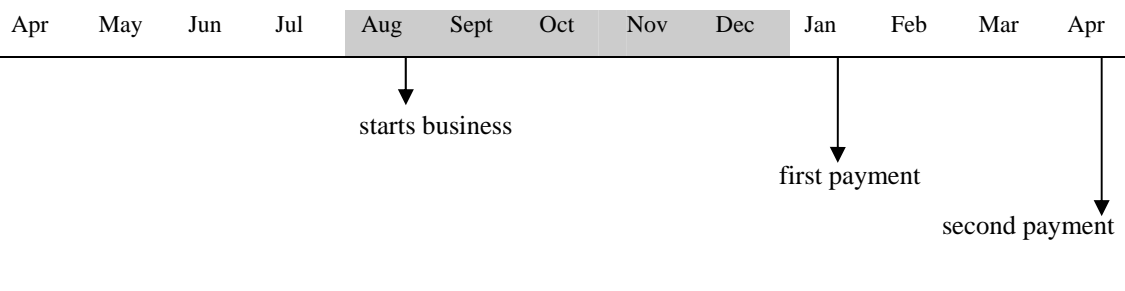 Apr May Jun Jul Aug Sept Oct Nov Dec Jan Feb Mar Apr
starts business
first payment
second payment